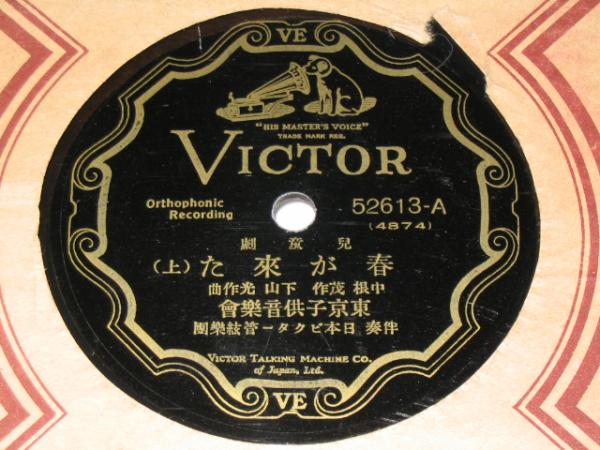 VE
"HIS MASTER'S VOICE"
TRADE MARK REG.
VICTOR
Orthophonic
Recording
52613-A
(4874)
兒童劇
春が來た (上)
中根茂作 下山光作曲
東京子供音樂會
伴奏 日本ビクター管絃樂團
VICTOR TALKING MACHINE CO.
of Japan, Ltd.
VE